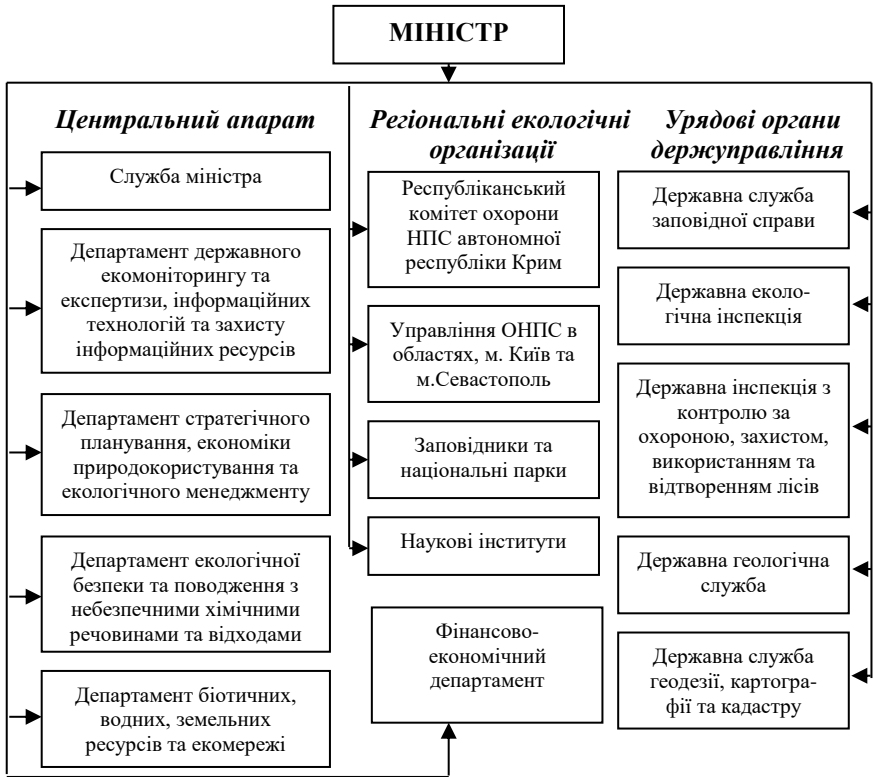 МІНІСТР
Центральний апарат
Служба міністра
Департамент державного
екомоніторингу та
експертизи, інформаційних
технологій та захисту
інформаційних ресурсів
Департамент стратегічного
планування, економіки
природокористування та
екологічного менеджменту
Департамент екологічної
безпеки та поводження з
небезпечними хімічними
речовинами та відходами
Департамент біотичних,
водних, земельних
ресурсів та екомережі
Регіональні екологічні
організації
Республіканський
комітет охорони
НПС автономної
республіки Крим
Управління ОНПС в
областях, м. Київ та
м.Севастополь
Заповідники та
національні парки
Наукові інститути
Фінансово-
економічний
департамент
Урядові органи
держуправління
Державна служба
заповідної справи
Державна еколо-
гічна інспекція
Державна інспекція з
контролю за
охороною, захистом,
використанням та
відтворенням лісів
Державна геологічна
служба
Державна служба
геодезії, картогра-
фії та кадастру